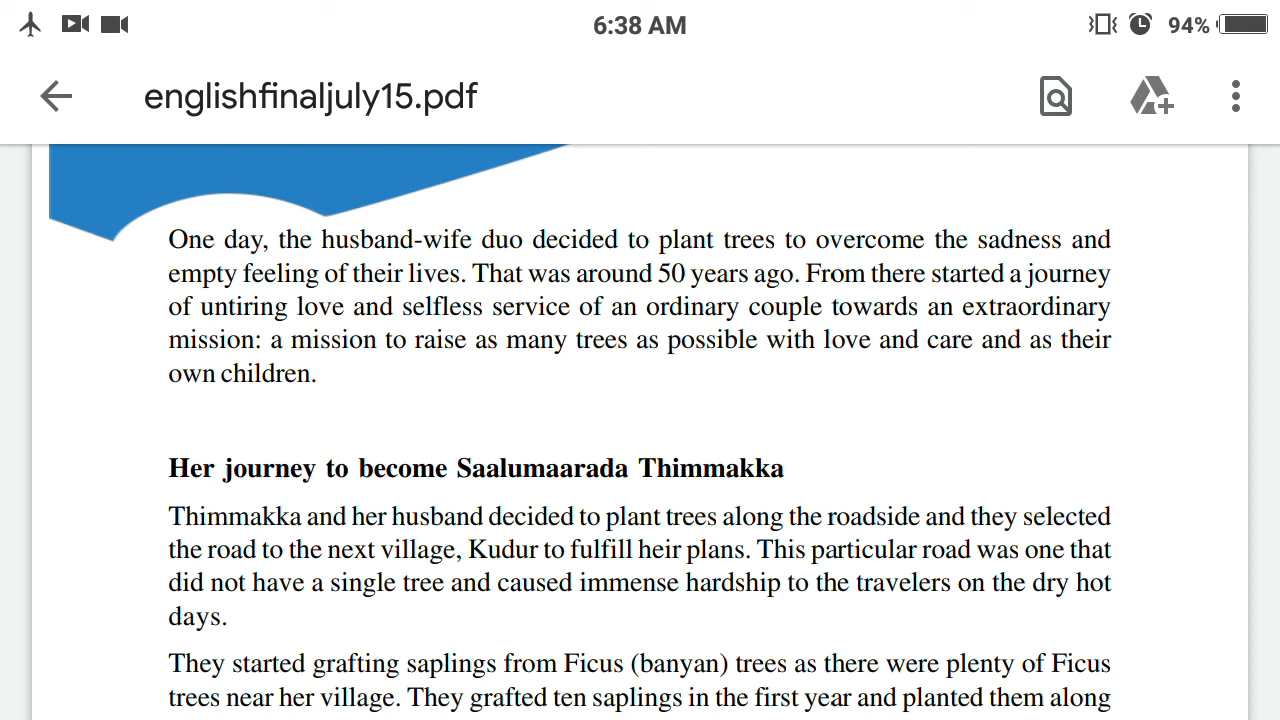 6:38 AM
94%
englishfinaljuly15.pdf
One day, the husband-wife duo decided to plant trees to overcome the sadness and
empty feeling of their lives. That was around 50 years ago. From there started a journey
of untiring love and selfless service of an ordinary couple towards an extraordinary
mission: a mission to raise as many trees as possible with love and care and as their
own children.
Her journey to become Saalumaarada Thimmakka
Thimmakka and her husband decided to plant trees along the roadside and they selected
the road to the next village, Kudur to fulfill heir plans. This particular road was one that
did not have a single tree and caused immense hardship to the travelers on the dry hot
days.
They started grafting saplings from Ficus (banyan) trees as there were plenty of Ficus
trees near her village. They grafted ten saplings in the first year and planted them along